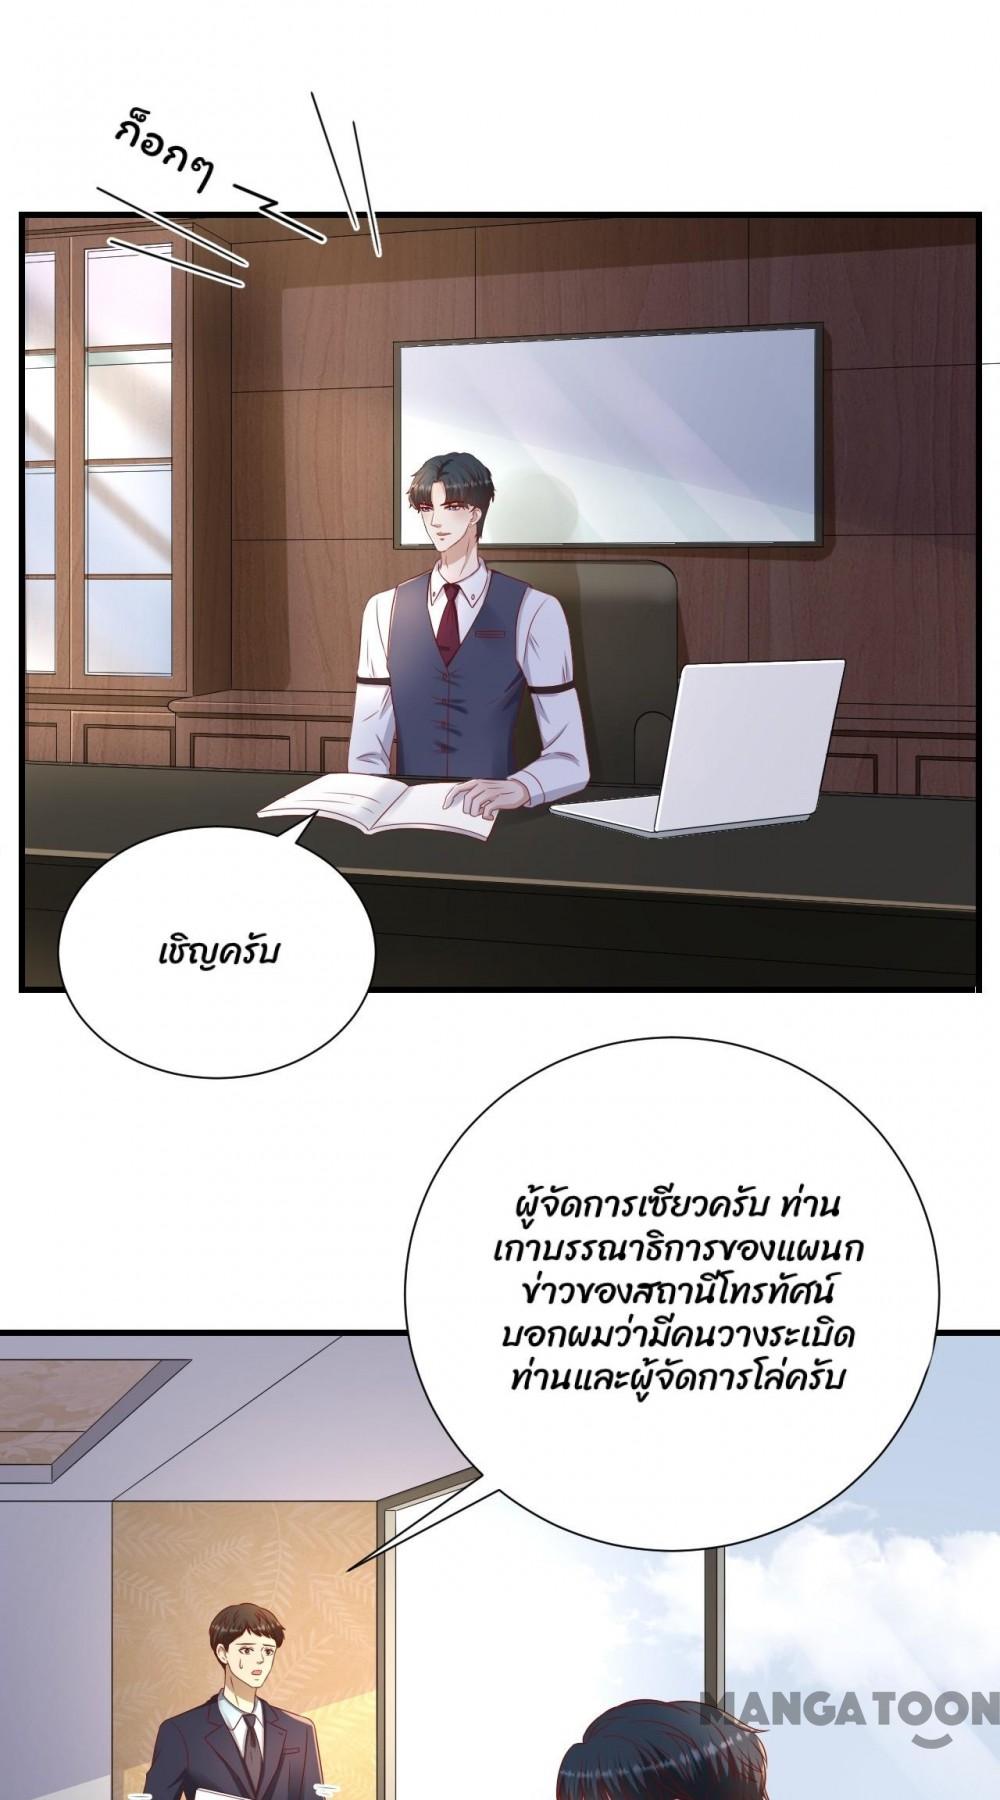 ก็อกๆ
เชิญครับ
ผู้จัดการเซียวครับ ท่าน
เกาบรรณาธิการของแผนก
ข่าวของสถานีโทรทัศน์
บอกผมว่ามีคนวางระเบิด
ท่านและผู้จัดการโล่ครับ
MANGATOON